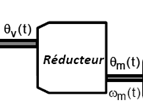 θv(t)
Réducteur
θm(t)
ωm(t)